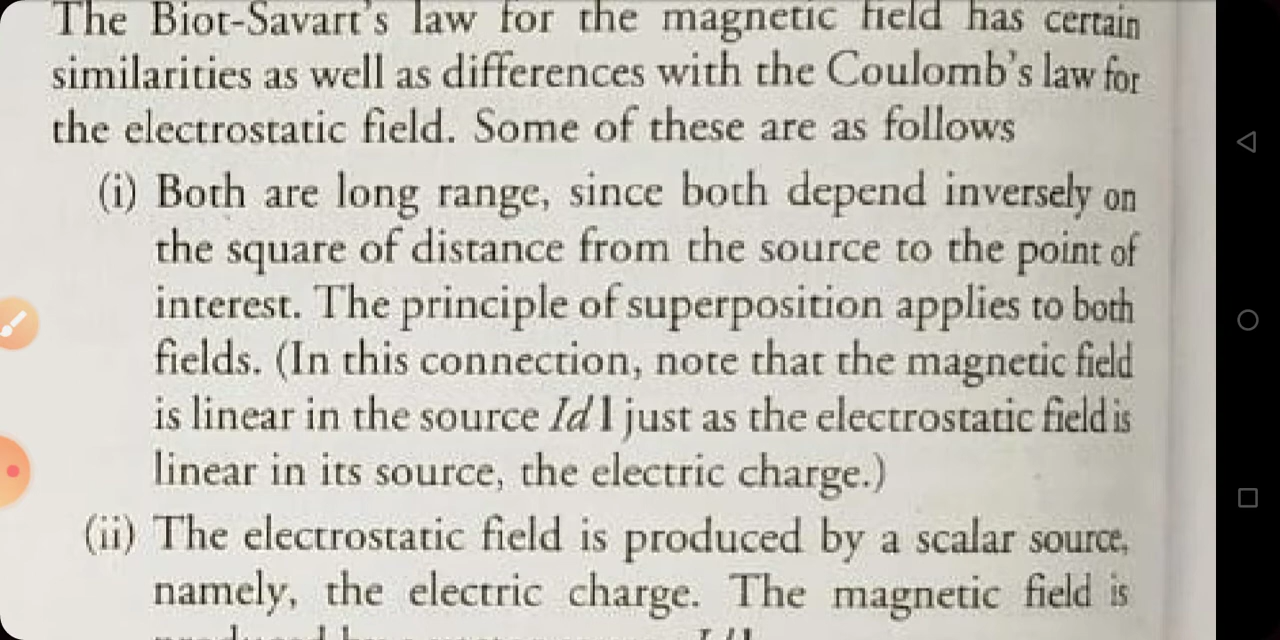 The Biot-Savart's law for the magnetic field has certain
similarities as well as differences with the Coulomb's law for
the electrostatic field. Some of these are as follows
(i) Both are long range, since both depend inversely on
the square of distance from the source to the point of
interest. The principle of superposition applies to both
fields. (In this connection, note that the magnetic field
is linear in the source Idl just as the electrostatic field is
linear in its source, the electric charge.)
(ii) The electrostatic field is produced by a scalar source,
namely, the electric charge. The magnetic field is